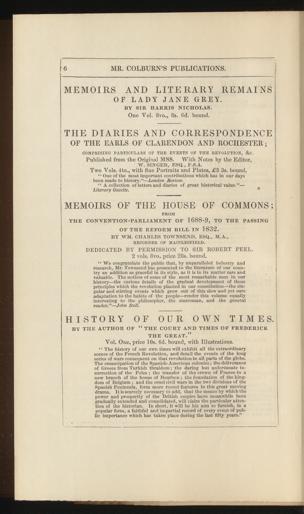 6 MR. COLBURN'S PUBLICATIONS.
MEMOIRS AND LITERARY REMAINS
OF LADY JANE GREY.
BY SIR HARRIS NICHOLAS.
One Vol. 8vo., 8s. 6d. bound.
THE DIARIES AND CORRESPONDENCE
OF THE EARLS OF CLARENDON AND ROCHESTER;
COMPRISING PARTICULARS OF THE EVENTS OF THE REVOLUTION, &c.
Published from the Original MSS. With Notes by the Editor,
W. SINGER, ESQ., F.S.A.
Two Vols. 4to., with fine Portraits and Plates, £3 3s. bound.
"One of the most important contributions which has in our days
been made to history."—London Review.
"A collection of letters and diaries of great historical value."—
Literary Gazette.
MEMOIRS OF THE HOUSE OF COMMONS;
FROM
THE CONVENTION-PARLIAMENT OF 1688-9, TO THE PASSING
OF THE REFORM BILL IN 1832.
BY WM. CHARLES TOWNSEND, ESQ., M.A.,
RECORDER OF MACCLESFIELD.
DEDICATED BY PERMISSION TO SIR ROBERT PEEL.
2 vols. 8vo, price 28s. bound.
"We congratulate the public that, by unparalleled industry and
research, Mr Townsend has presented to the literature of our coun-
try an addition as graceful in its style, as it is in its matter rare and
valuable. The notices of some of the most remarkable men in our
history—the curious details of the gradual development of those
principles which the revolution planted in our constitution—the sin-
gular and stirring events which grew out of this slow and yet sure
adaptation to the habits of the people—render this volume equally
interesting to the philosopher, the statesman, and the general
reader."—John Bull.
HISTORY OF OUR OWN TIMES.
BY THE AUTHOR OF "THE COURT AND TIMES OF FREDERICK
THE GREAT."
Vol. One, price 10s. 6d. bound, with Illustrations.
"The history of our own times will exhibit all the extraordinary
scenes of the French Revolution, and detail the events of the long
series of wars consequent on that revolution in all parts of the globe.
The emancipation of the Spanish American colonies; the deliverance
of Greece from Turkish thraldom; the daring but unfortunate in-
surrection of the Poles; the transfer of the crown of France to a
new branch of the house of Bourbon; the foundation of the king-
dom of Belgium; and the recent civil wars in the two divisions of the
Spanish Peninsula, form more recent features in this great moving
drama. It is scarcely necessary to add, that the means by which the
power and prosperity of the British empire have meanwhile been
gradually extended and consolidated, will claim the particular atten-
tion of the historian. In short, it will be his aim to furnish, in a
popular form, a faithful and impartial record of every event of pub-
lic importance which has taken place during the last fifty years."